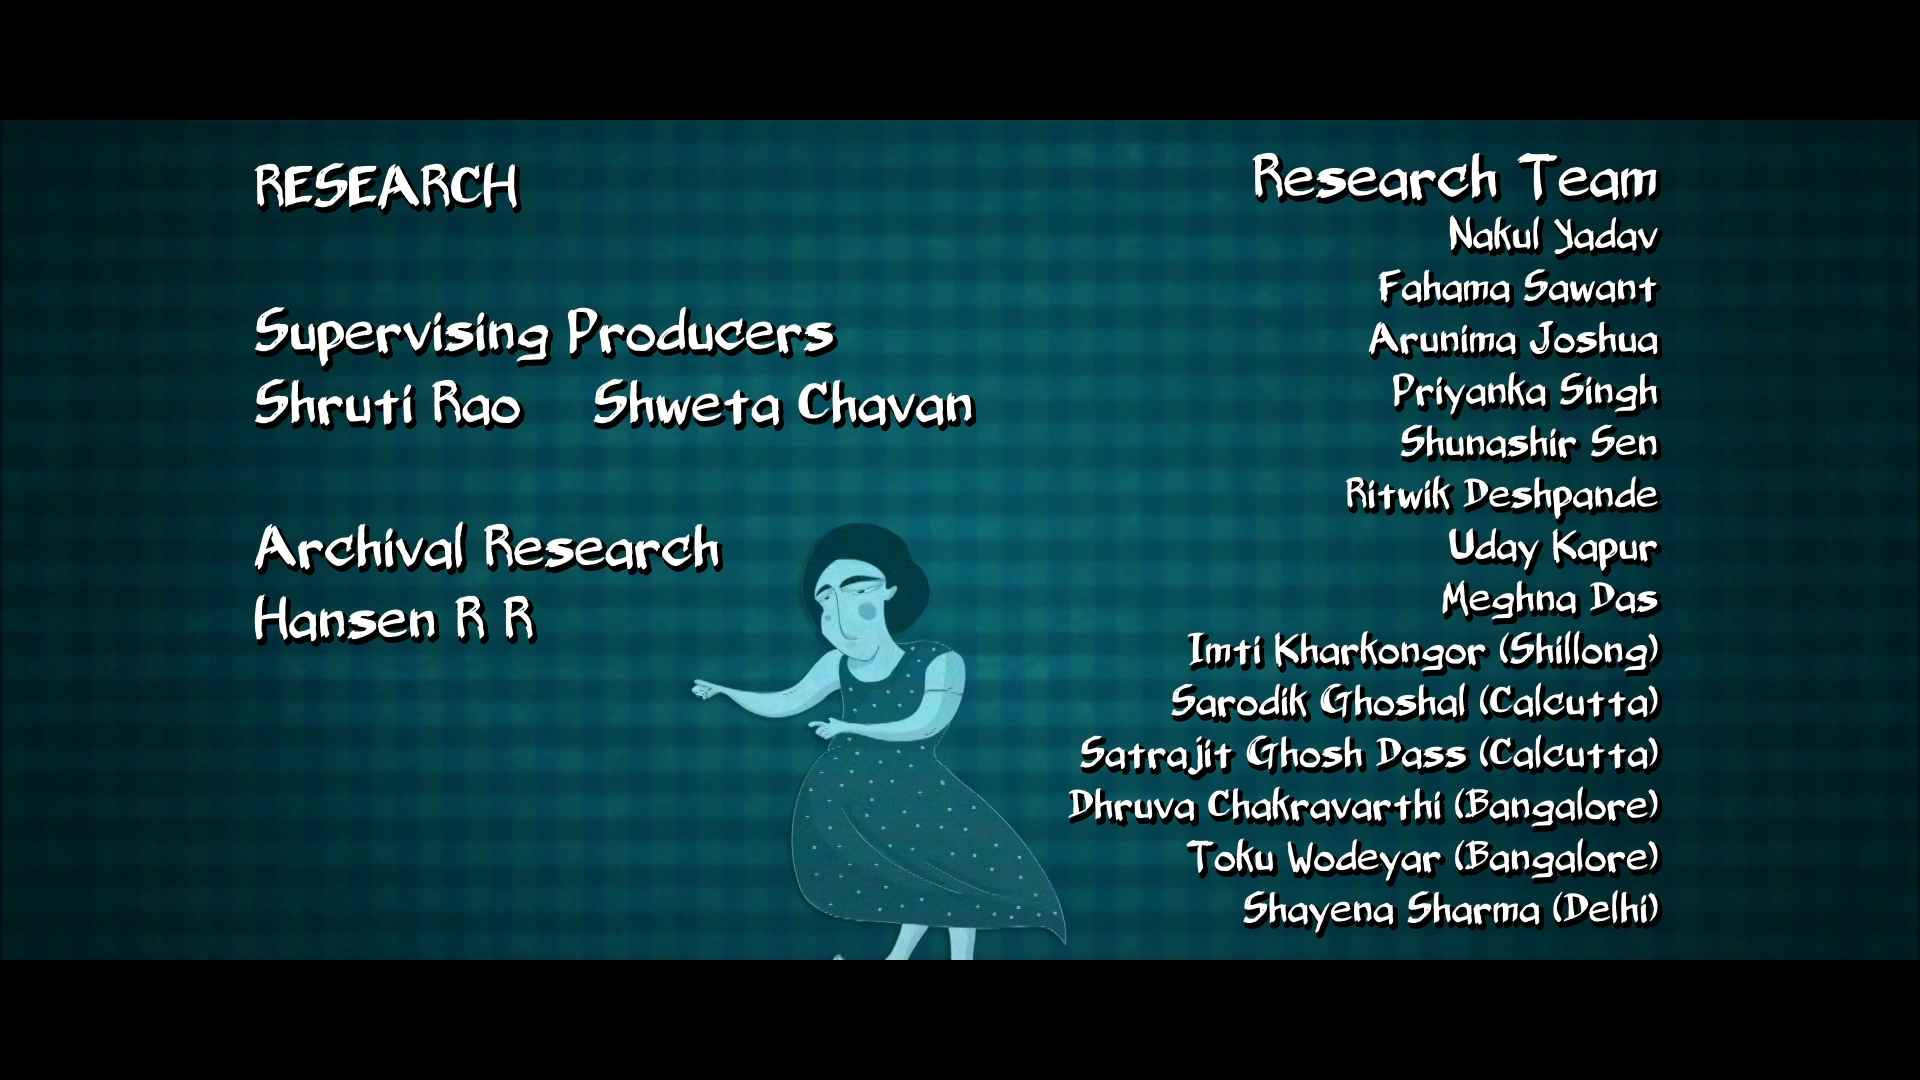 RESEARCH
Supervising Producers
Shruti Rao Shweta Chavan
Archival Research
Hansen R R
Research Team
Nakul Yadav
Fahama Sawant
Arunima Joshua
Priyanka Singh
Shunashir Sen
Ritwik Deshpande
Uday Kapur
Meghna Das
Imti Kharkongor (Shillong)
Sarodik Ghoshal (Calcutta)
Satrajit Ghosh Dass (Calcutta)
Dhruva Chakravarthi (Bangalore)
Toku Wodeyar (Bangalore)
Shayena Sharma (Delhi)